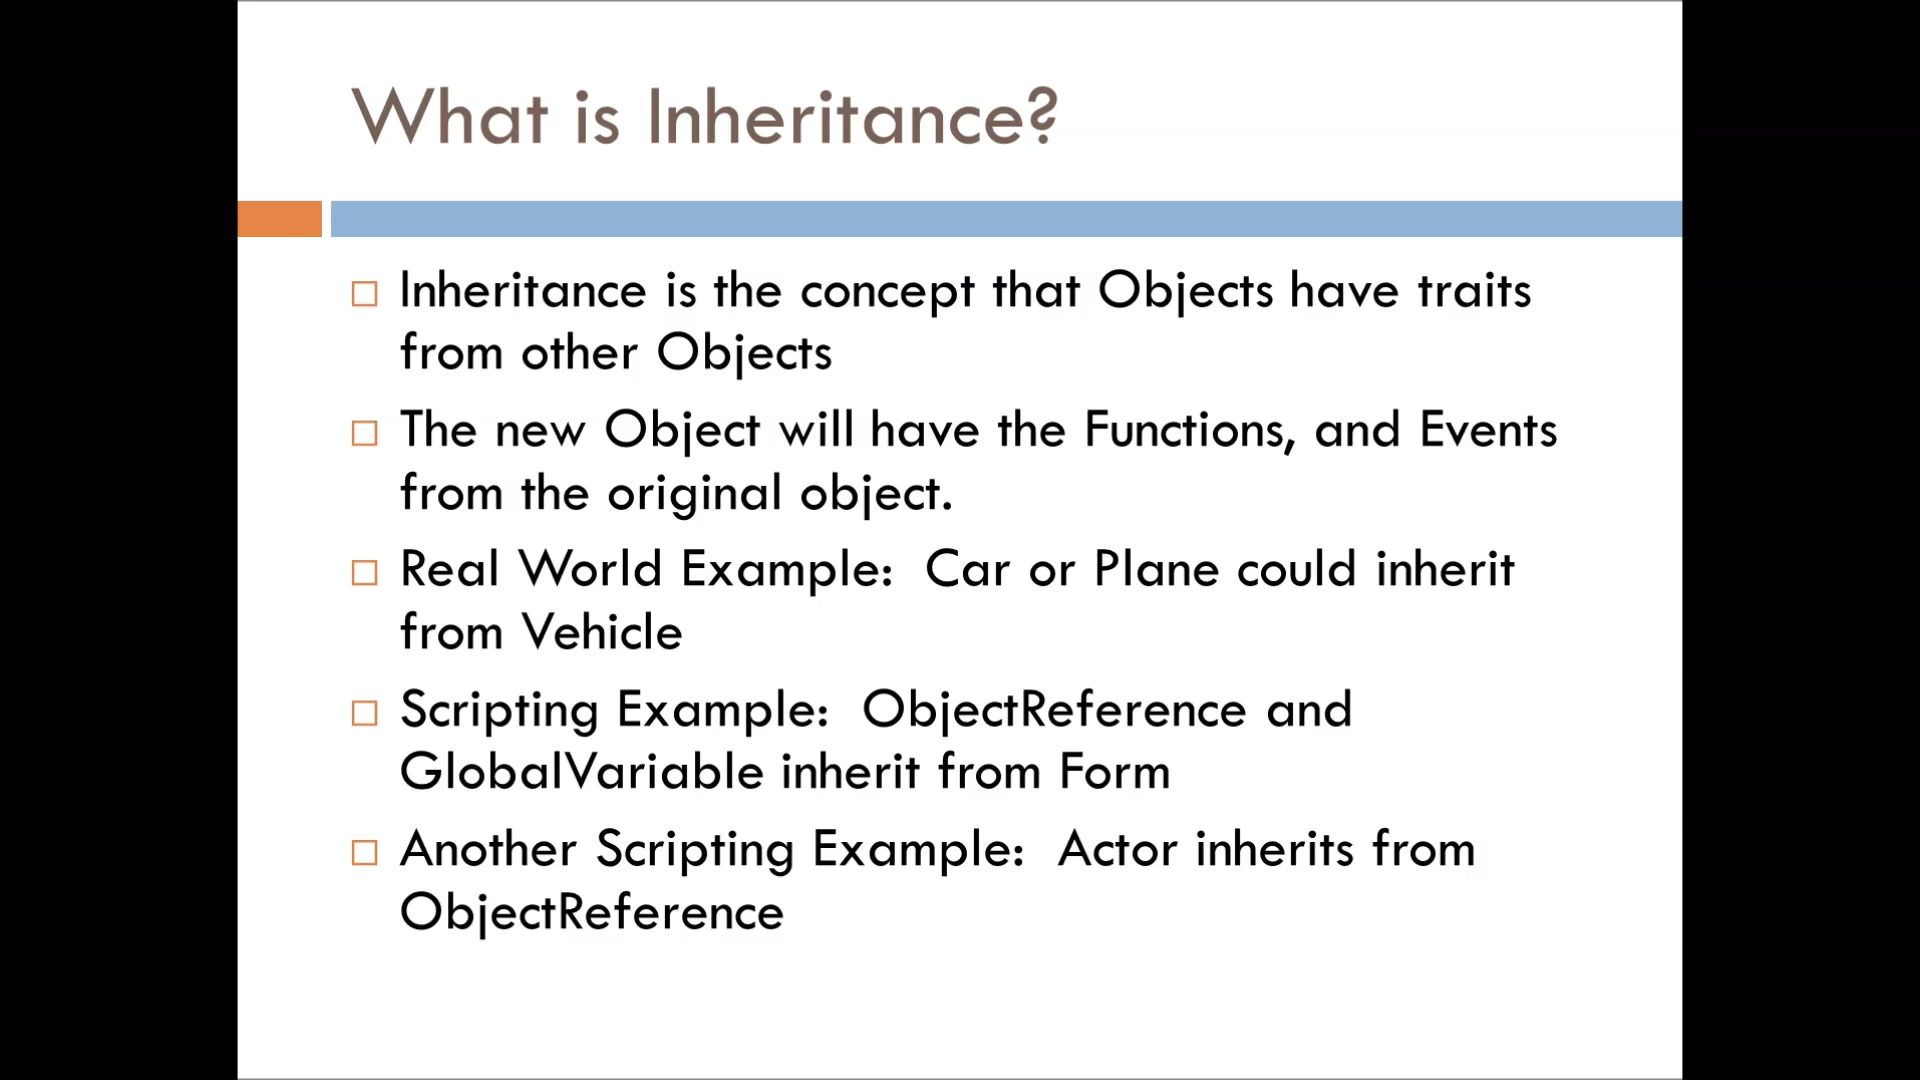 What is Inheritance?
Inheritance is the concept that Objects have traits
from other Objects
The new Object will have the Functions, and Events
from the original object.
Real World Example:  Car or Plane could inherit
from Vehicle
Scripting Example:  ObjectReference and
GlobalVariable inherit from Form
Another Scripting Example:  Actor inherits from
ObjectReference